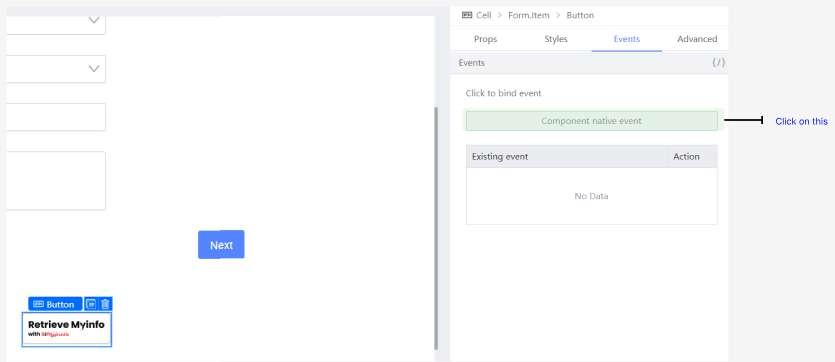 Cell > Form.Item > Button
Props Styles Events Advanced
Events {/}
Click to bind event
Component native event
Click on this
Existing event Action
No Data
Next
Button
Retrieve Myinfo
with singpass